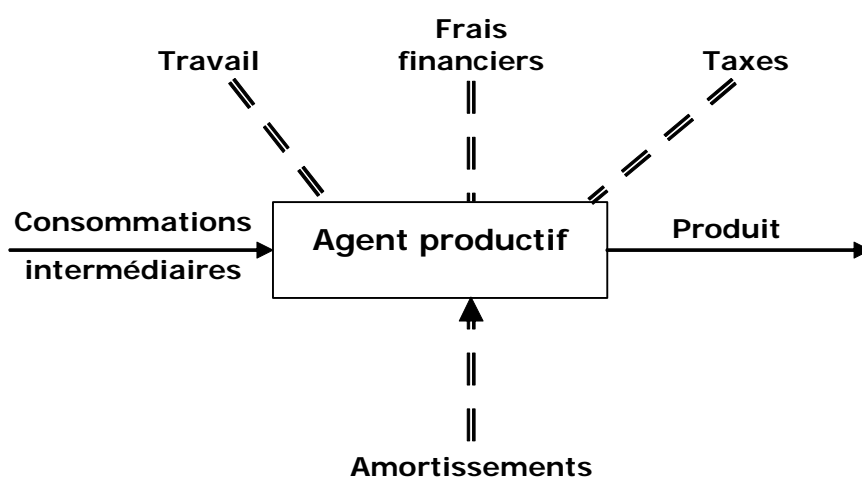 Frais
Travail
financiers
Taxes
Consommations
Agent productif
Produit
intermédiaires
Amortissements